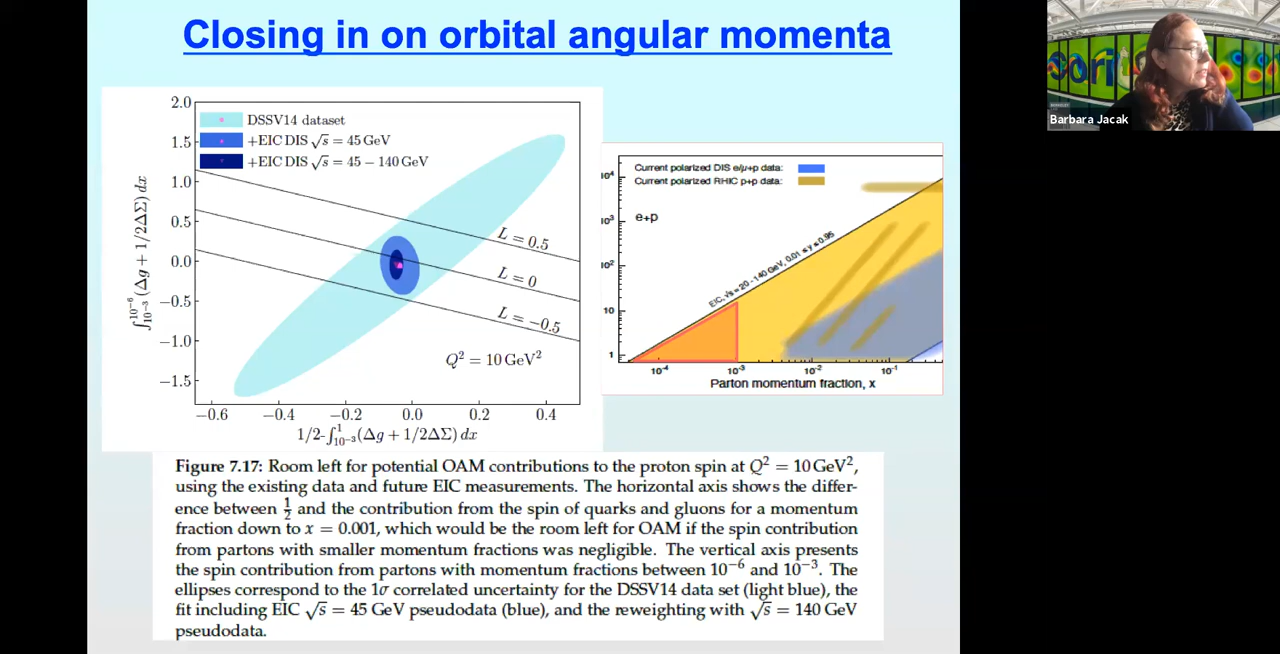 Closing in on orbital angular momenta
Barbara Jacak
2.0
1.5
1.0
0.5
0.0
−0.5
−1.0
−1.5
∫_{10^{-3}}^{10^{-6}} (Δg + 1/2ΔΣ) dx
DSSV14 dataset
+EIC DIS √s = 45 GeV
+EIC DIS √s = 45 − 140 GeV
L = 0.5
L = 0
L = −0.5
Q² = 10 GeV²
−0.6 −0.4 −0.2 0.0 0.2 0.4
1/2-∫_{10^{-3}}^{1} (Δg + 1/2ΔΣ) dx
Current polarized DIS e/μ+p data:
Current polarized RHIC p+p data:
e+p
EIC, √s = 20 - 140 GeV, 0.01 ≤ y ≤ 0.95
10⁴
10³
10²
10
1
10⁻⁴ 10⁻³ 10⁻² 10⁻¹
Parton momentum fraction, x
Figure 7.17: Room left for potential OAM contributions to the proton spin at Q² = 10 GeV²,
using the existing data and future EIC measurements. The horizontal axis shows the differ-
ence between 1/2 and the contribution from the spin of quarks and gluons for a momentum
fraction down to x = 0.001, which would be the room left for OAM if the spin contribution
from partons with smaller momentum fractions was negligible. The vertical axis presents
the spin contribution from partons with momentum fractions between 10⁻⁶ and 10⁻³. The
ellipses correspond to the 1σ correlated uncertainty for the DSSV14 data set (light blue), the
fit including EIC √s = 45 GeV pseudodata (blue), and the reweighting with √s = 140 GeV
pseudodata.